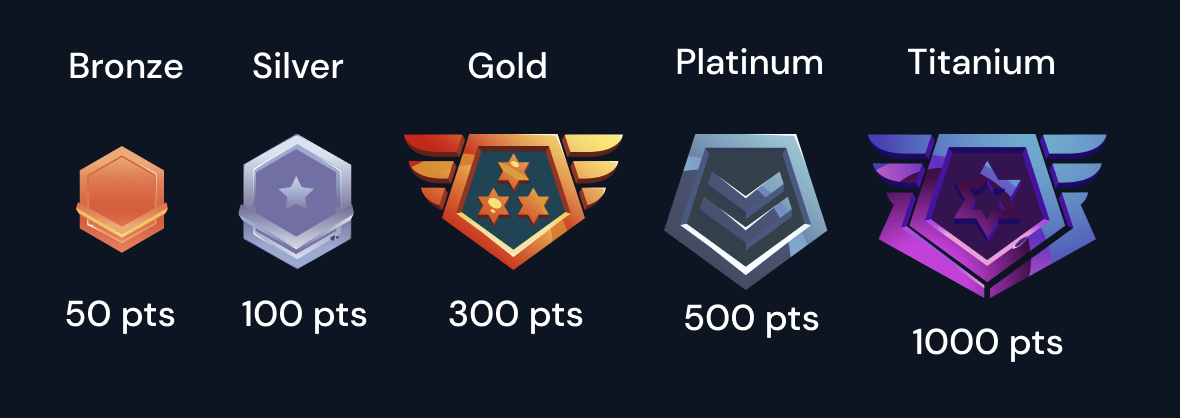 Bronze
Silver
Gold
Platinum
Titanium
50 pts
100 pts
300 pts
500 pts
1000 pts